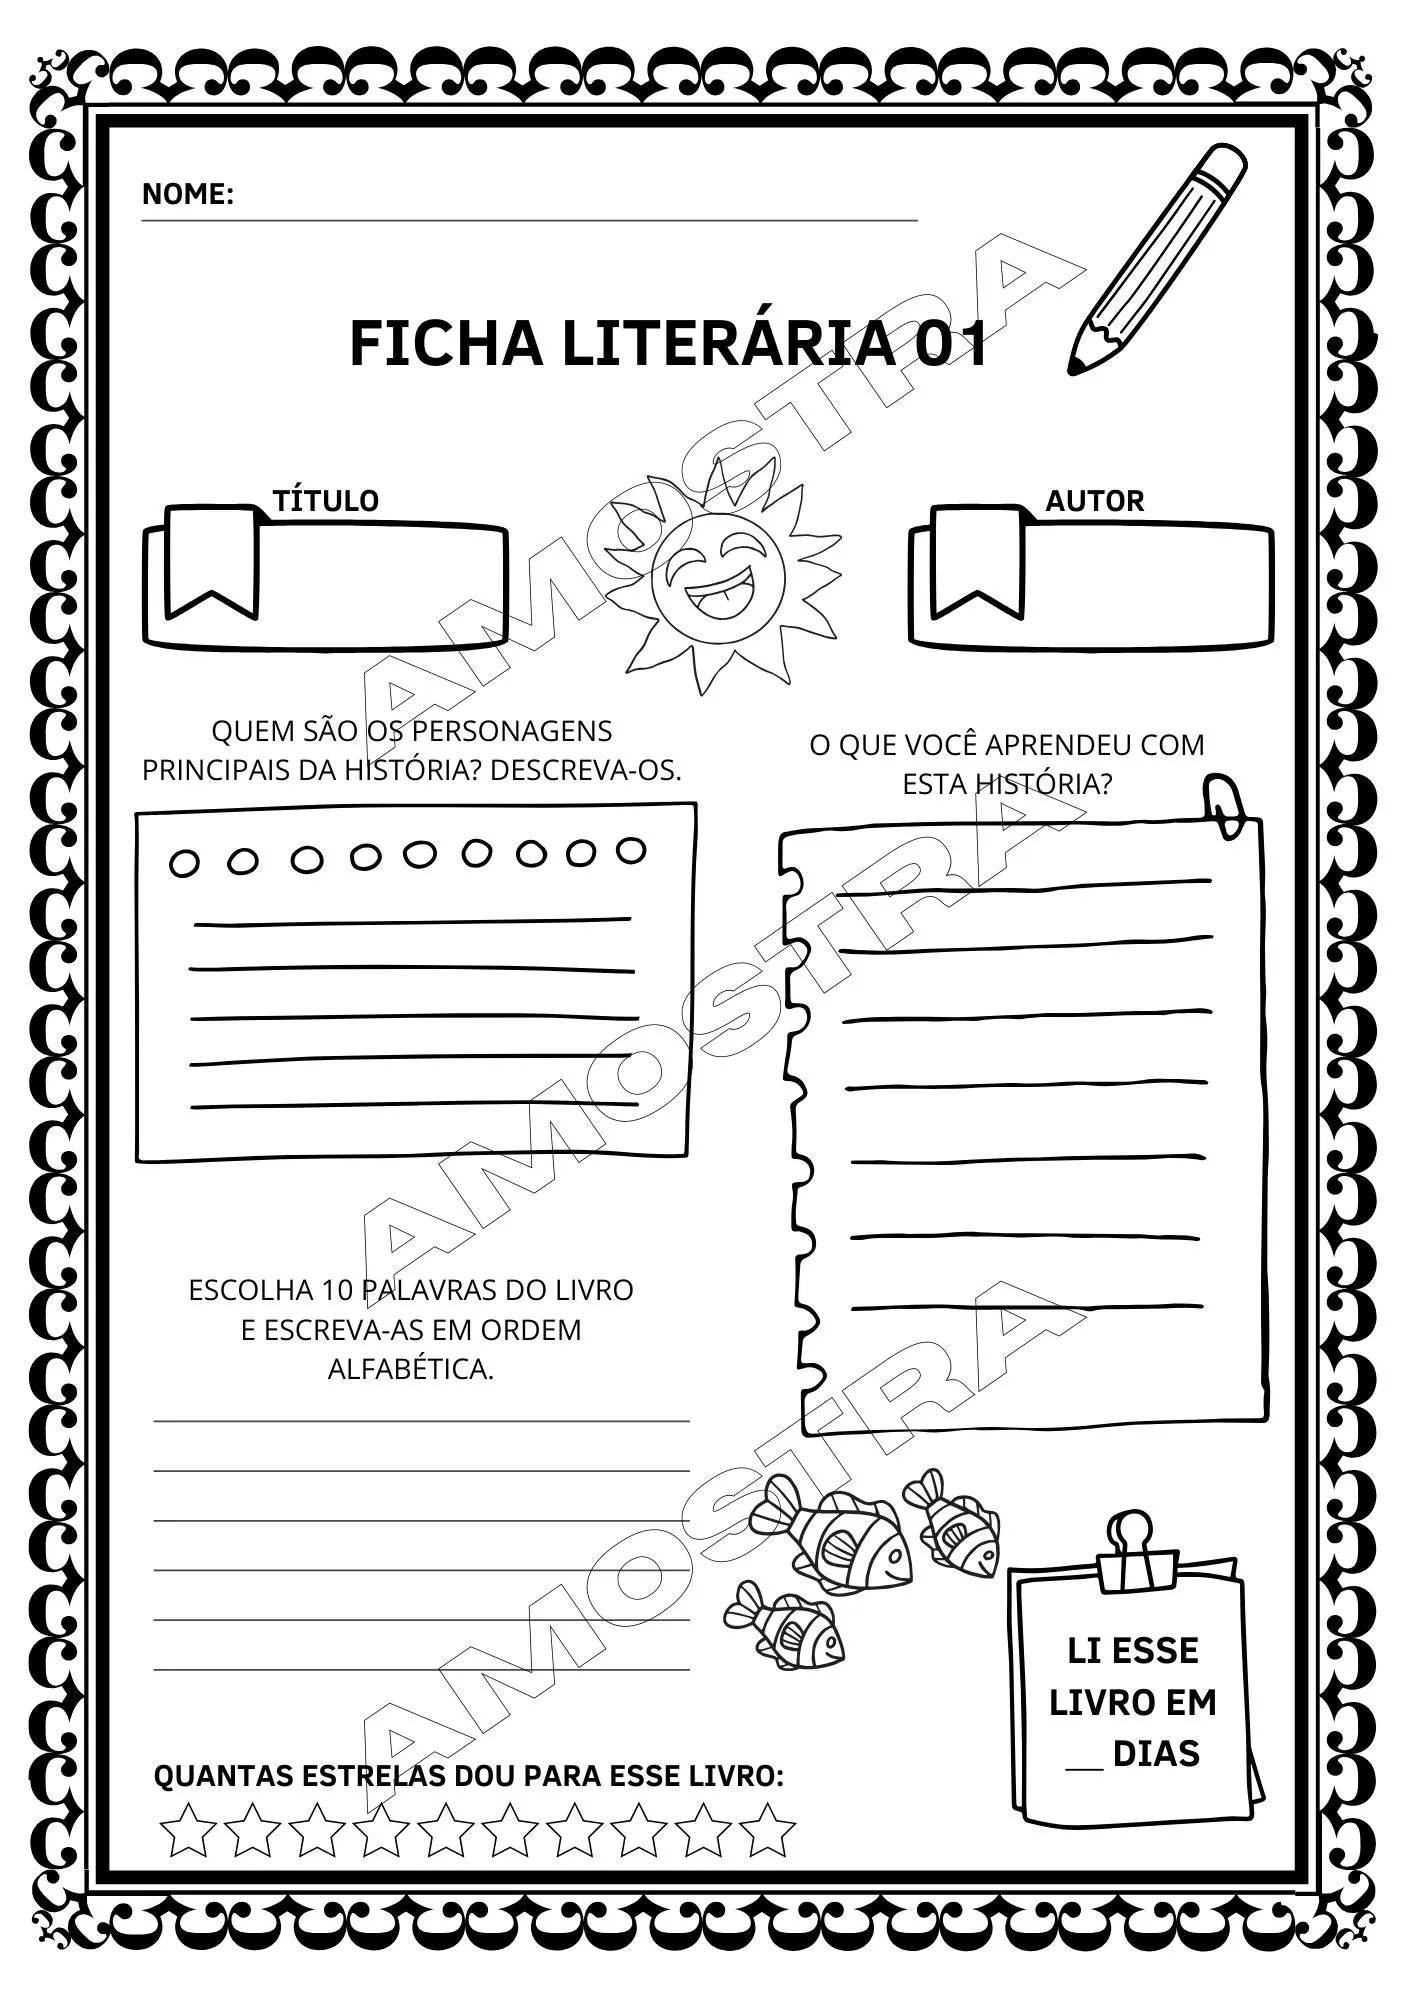 NOME:
FICHA LITERÁRIA 01
TÍTULO
AUTOR
QUEM SÃO OS PERSONAGENS
PRINCIPAIS DA HISTÓRIA? DESCREVA-OS.
O QUE VOCÊ APRENDEU COM
ESTA HISTÓRIA?
ESCOLHA 10 PALAVRAS DO LIVRO
E ESCREVA-AS EM ORDEM
ALFABÉTICA.
LI ESSE
LIVRO EM
__ DIAS
QUANTAS ESTRELAS DOU PARA ESSE LIVRO:
AMOSTRA
AMOSTRA
AMOSTRA